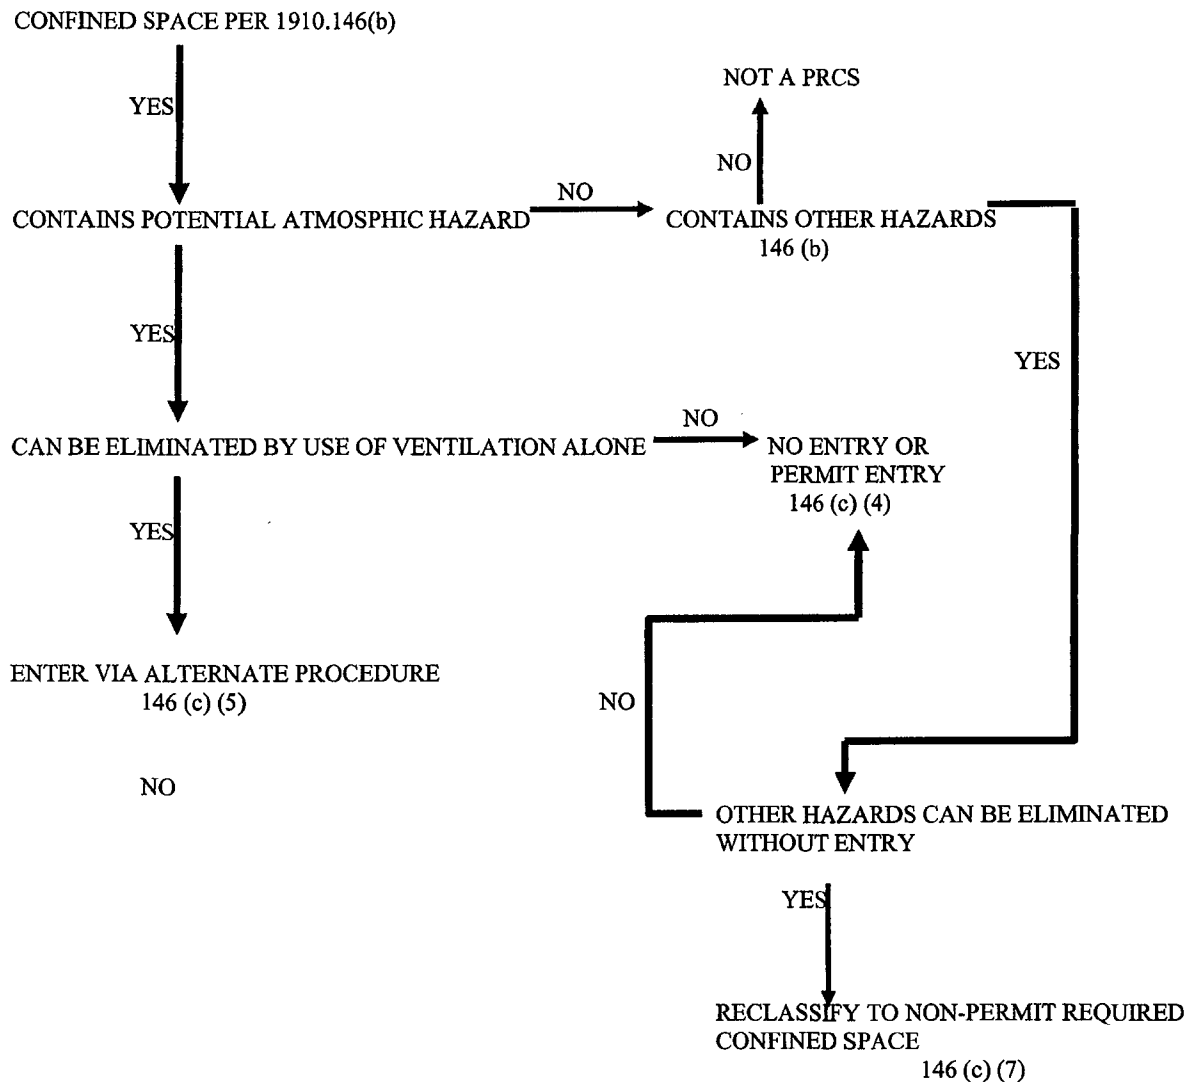 CONFINED SPACE PER 1910.146(b)
NOT A PRCS
YES
NO
NO
CONTAINS POTENTIAL ATMOSPHIC HAZARD
CONTAINS OTHER HAZARDS
146 (b)
YES
YES
NO
CAN BE ELIMINATED BY USE OF VENTILATION ALONE
NO ENTRY OR
PERMIT ENTRY
146 (c) (4)
YES
ENTER VIA ALTERNATE PROCEDURE
146 (c) (5)
NO
NO
OTHER HAZARDS CAN BE ELIMINATED
WITHOUT ENTRY
YES
RECLASSIFY TO NON-PERMIT REQUIRED
CONFINED SPACE
146 (c) (7)